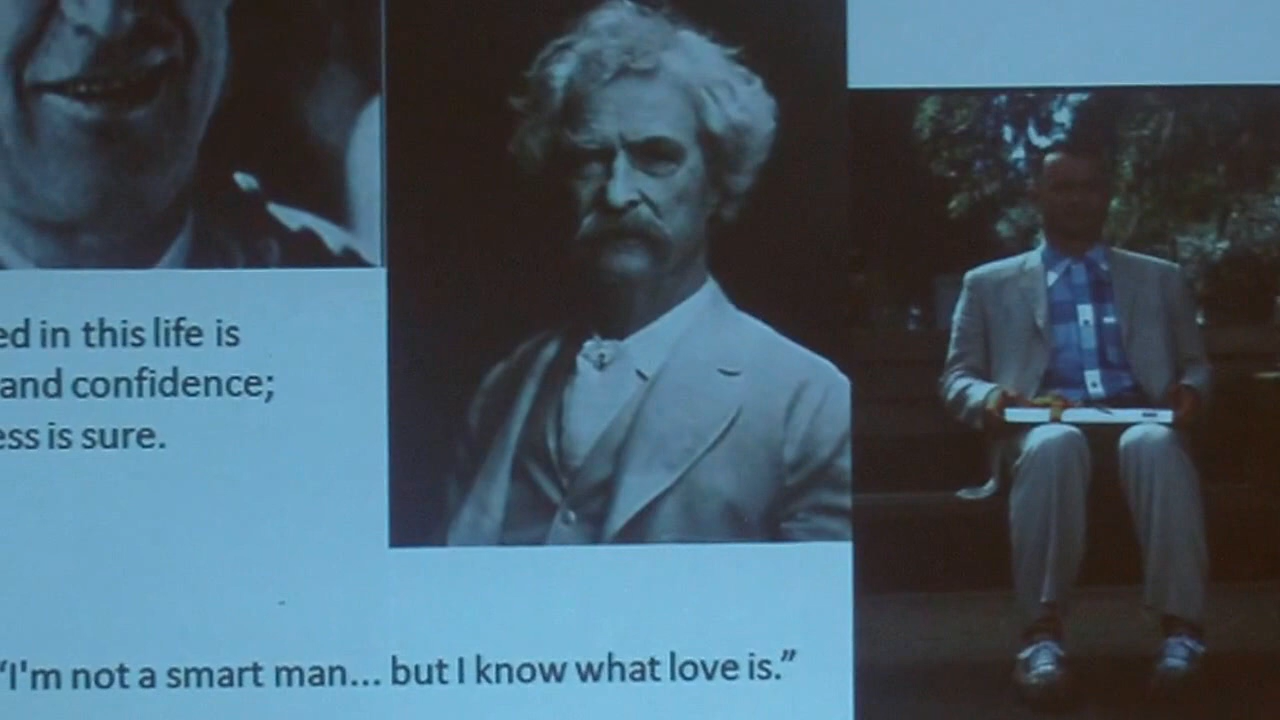 ed in this life is
and confidence;
ess is sure.
“I'm not a smart man... but I know what love is.”